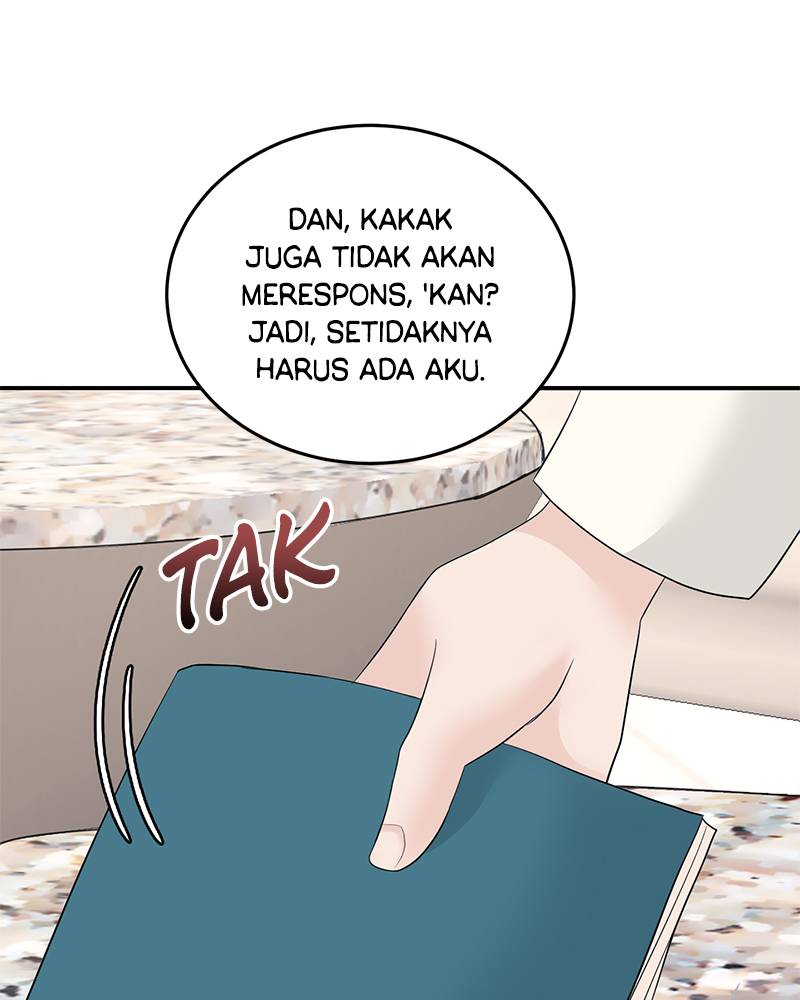 DAN, KAKAK
JUGA TIDAK AKAN
MERESPONS, 'KAN?
JADI, SETIDAKNYA
HARUS ADA AKU.
TAK